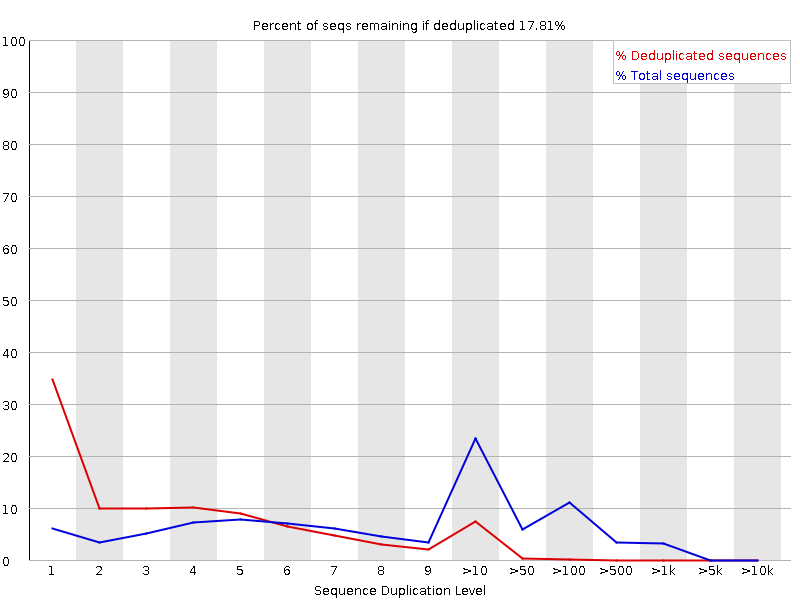 Percent of seqs remaining if deduplicated 17.81%
% Deduplicated sequences
% Total sequences
100
90
80
70
60
50
40
30
20
10
0
1 2 3 4 5 6 7 8 9 >10 >50 >100 >500 >1k >5k >10k
Sequence Duplication Level